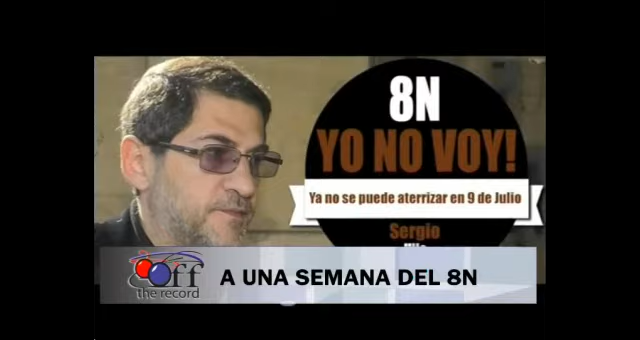 8N
YO NO VOY!
Ya no se puede aterrizar en 9 de Julio
Sergio
off
the record
A UNA SEMANA DEL 8N